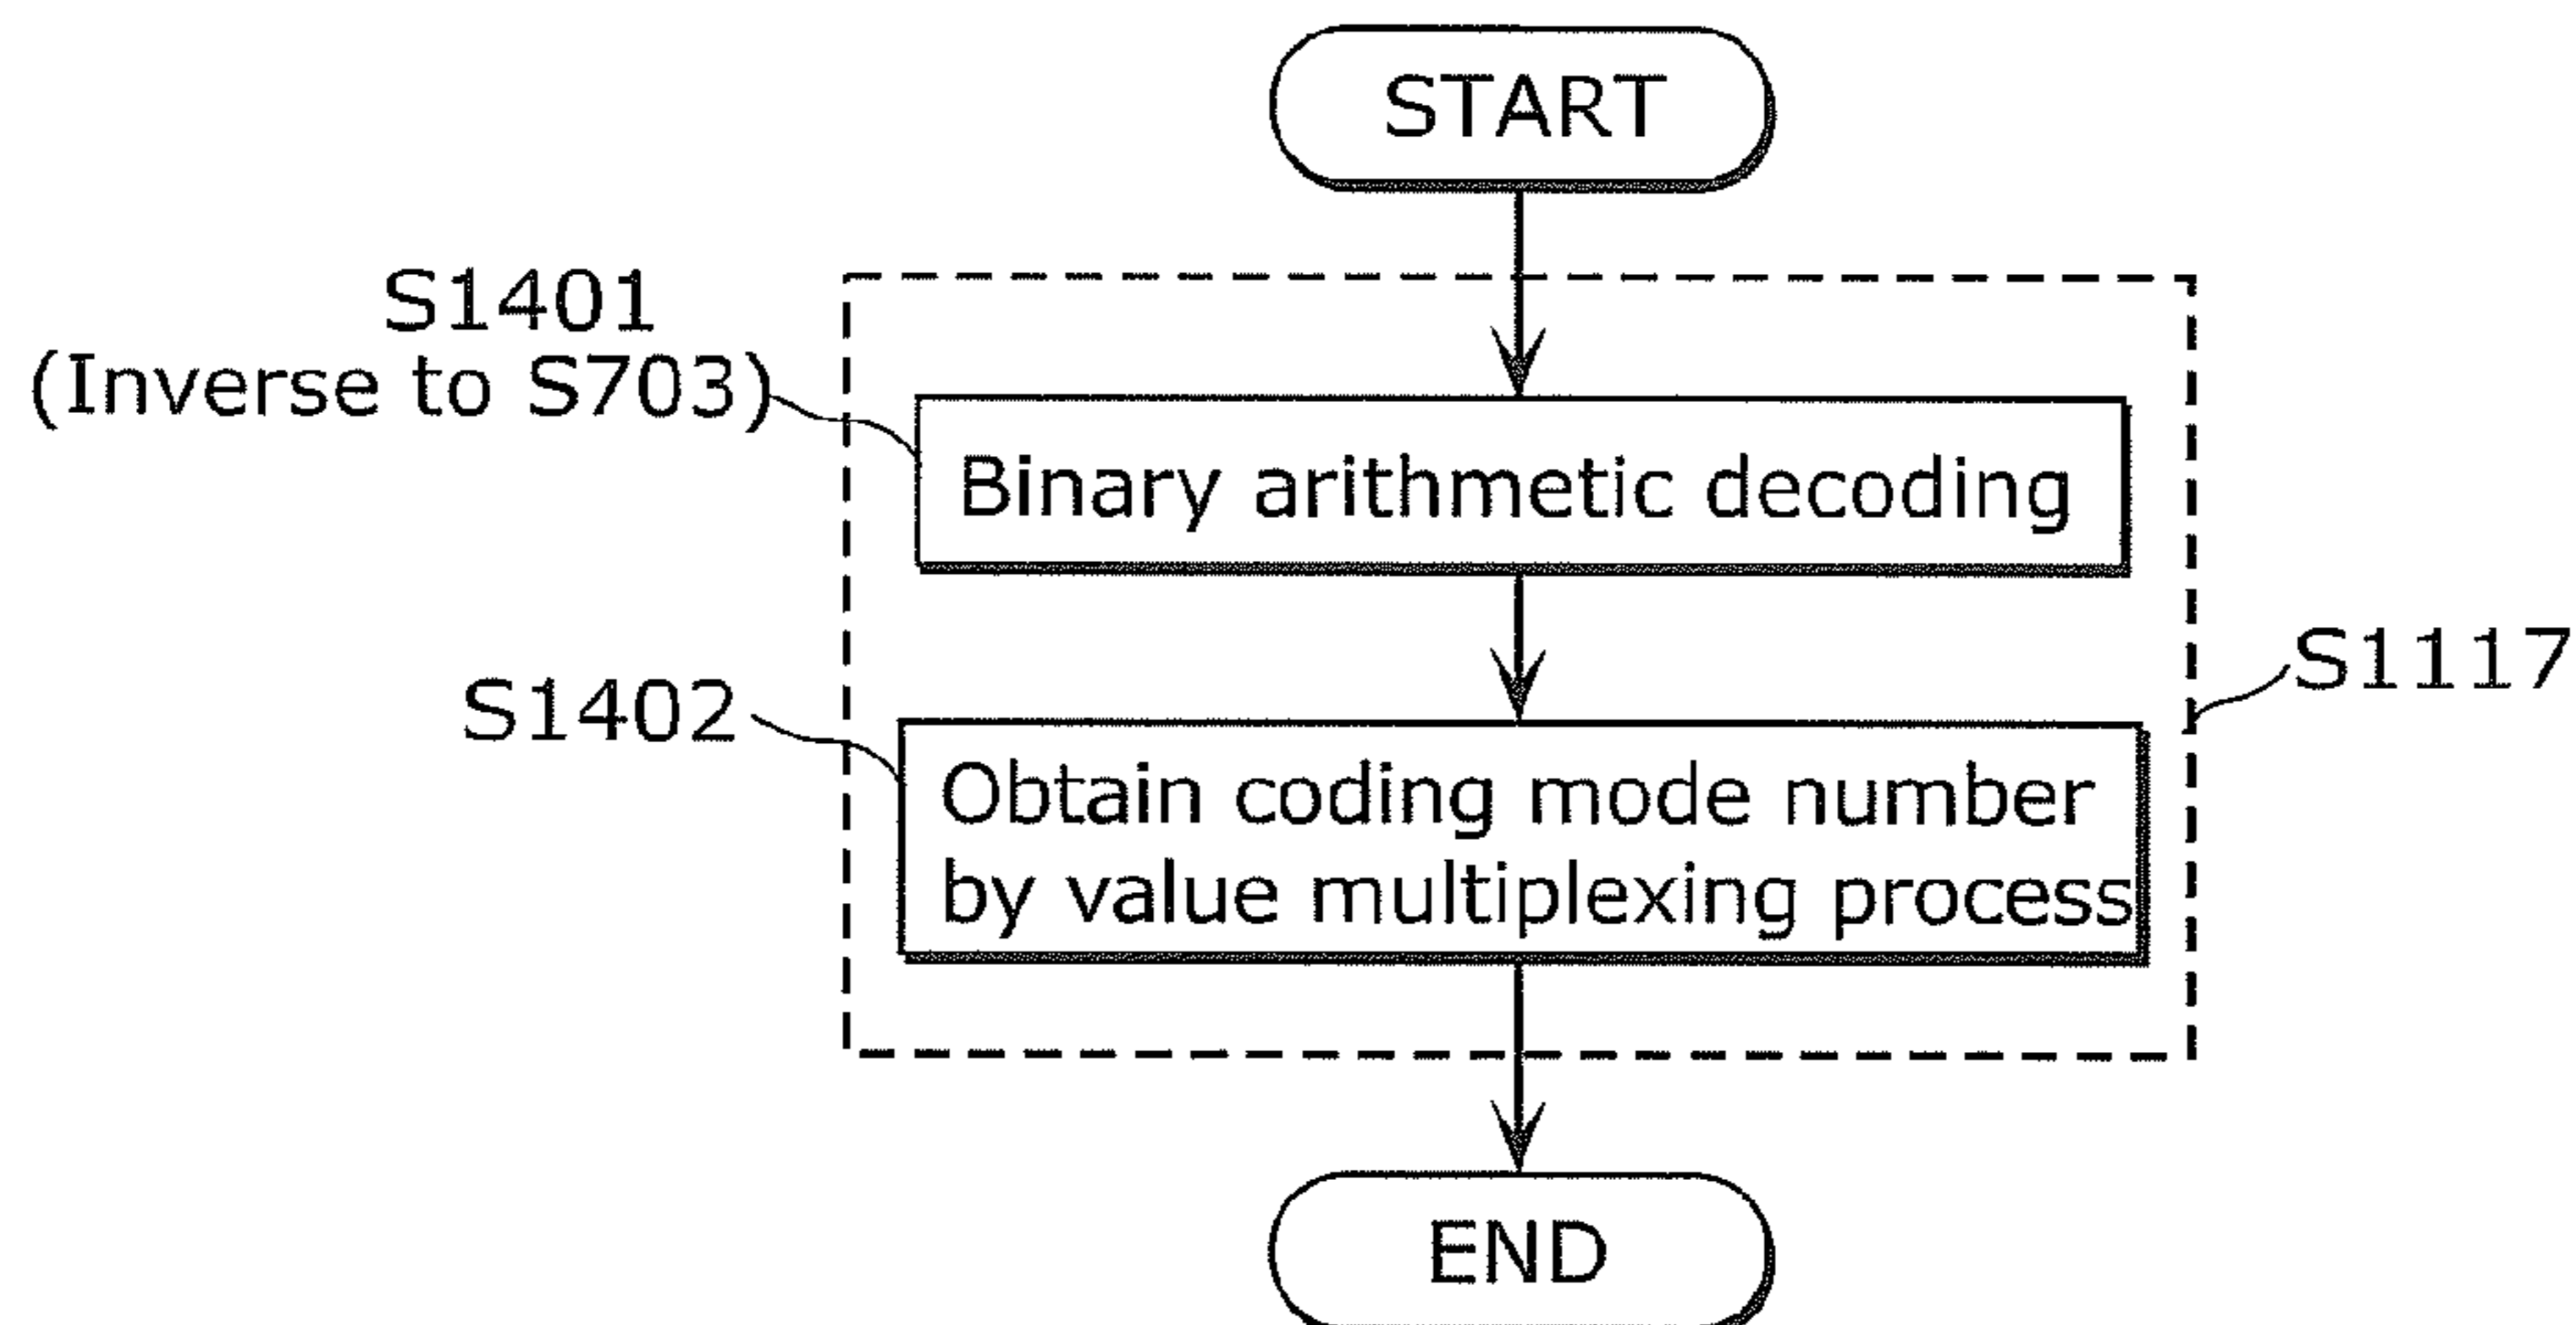 START
S1401
(Inverse to S703)
Binary arithmetic decoding
S1117
S1402
Obtain coding mode number
by value multiplexing process
END